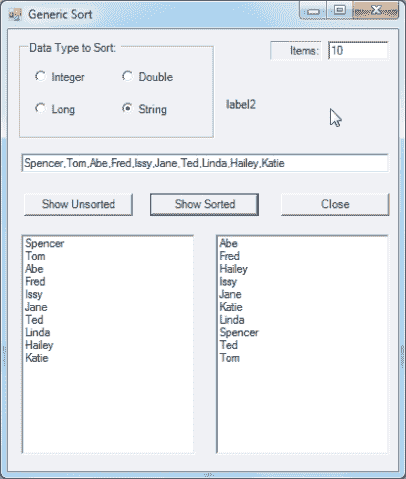 Generic Sort
Data Type to Sort:
Items: 10
Integer Double
Long String
label2
Spencer,Tom,Abe,Fred,Issy,Jane,Ted,Linda,Hailey,Katie
Show Unsorted Show Sorted Close
Spencer
Tom
Abe
Fred
Issy
Jane
Ted
Linda
Hailey
Katie
Abe
Fred
Hailey
Issy
Jane
Katie
Linda
Spencer
Ted
Tom